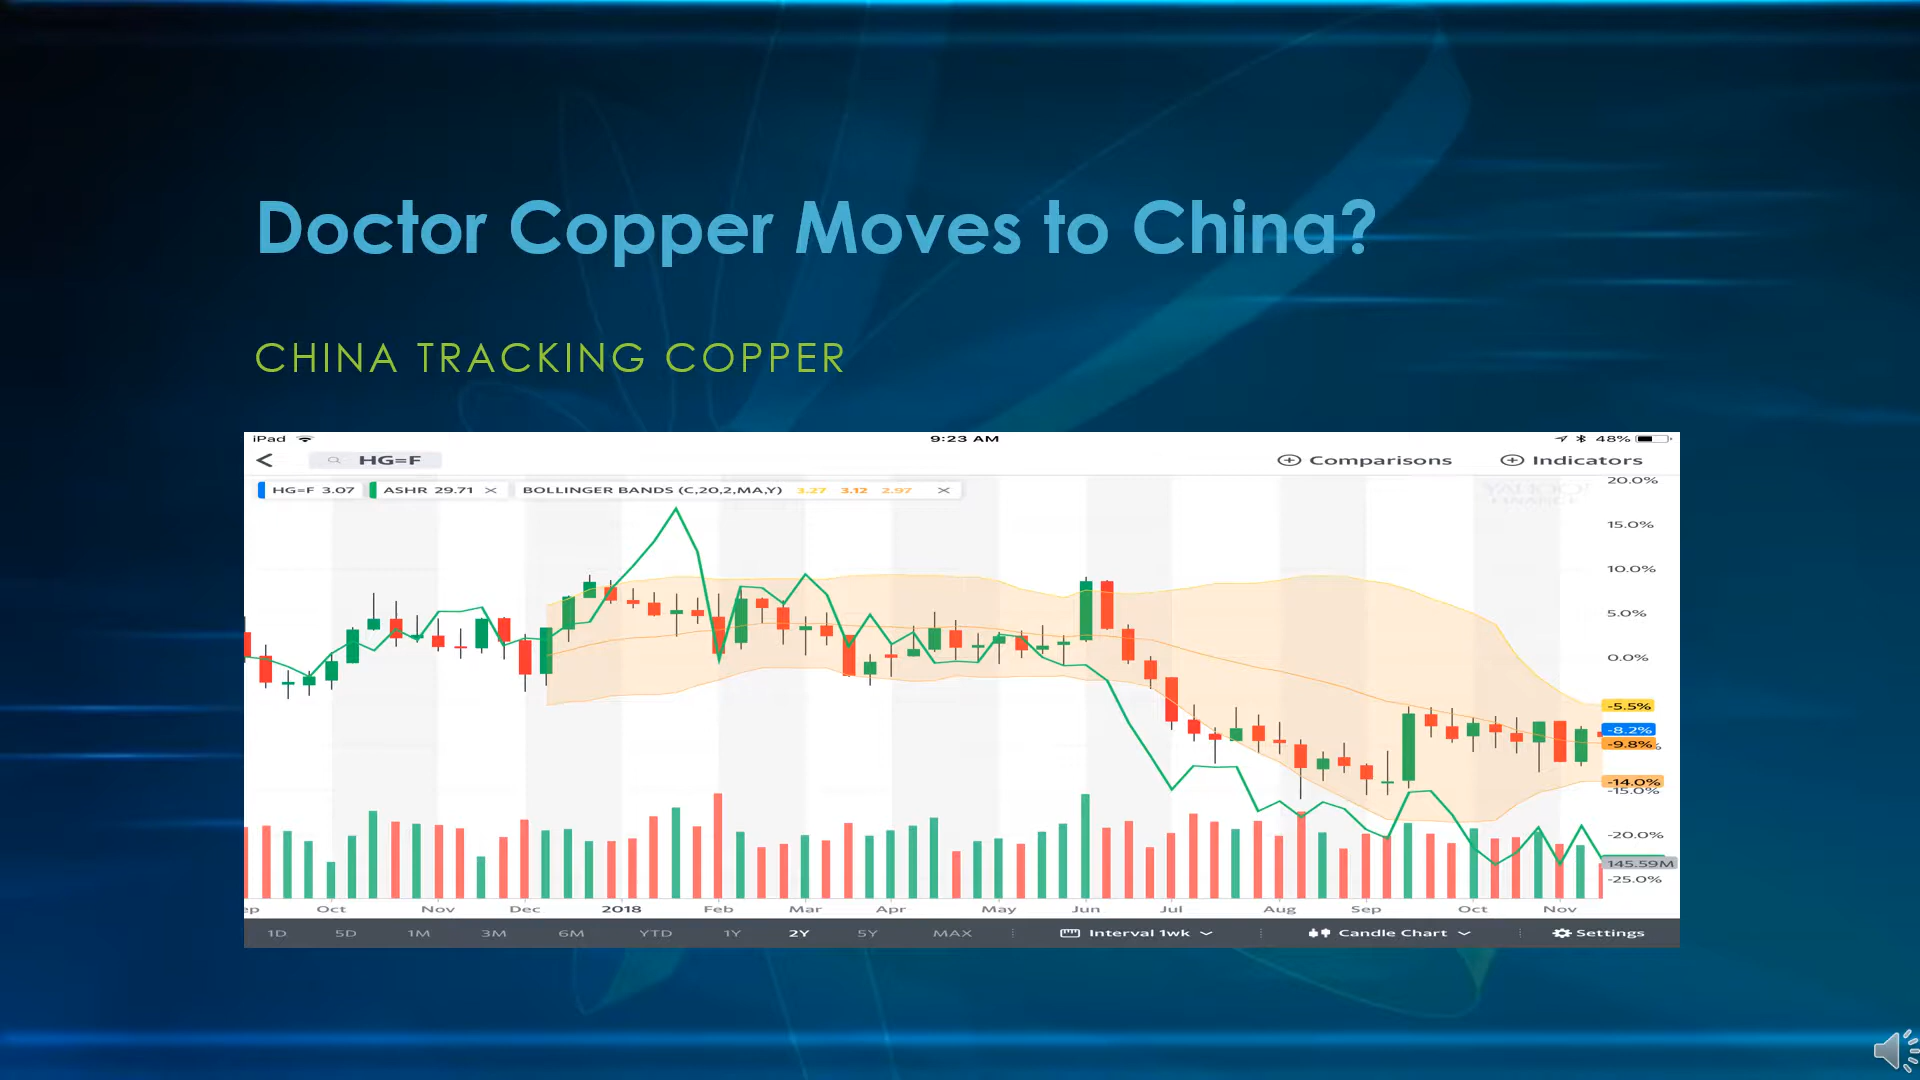 Doctor Copper Moves to China?
CHINA TRACKING COPPER
iPad 9:23 AM 48%
HG=F Comparisons Indicators
HG=F 3.07 ASHR 29.71 × BOLLINGER BANDS (C,20,2,MA,Y) 3.27 3.12 2.97 ×
YAHOO!
FINANCE
20.0%
15.0%
10.0%
5.0%
0.0%
-5.5%
-8.2%
-9.8%
-14.0%
-15.0%
-20.0%
145.59M
-25.0%
ep Oct Nov Dec 2018 Feb Mar Apr May Jun Jul Aug Sep Oct Nov
1D 5D 1M 3M 6M YTD 1Y 2Y 5Y MAX Interval 1wk Candle Chart Settings